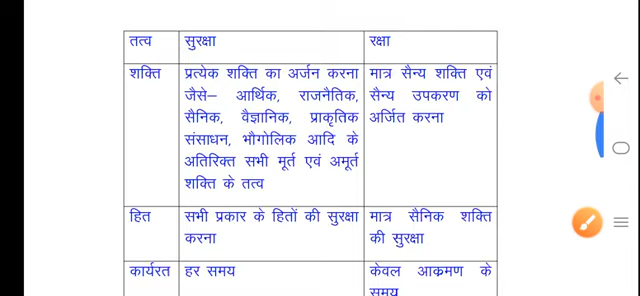 तत्व सुरक्षा रक्षा
शक्ति प्रत्येक शक्ति का अर्जन करना मात्र सैन्य शक्ति एवं
जैसे– आर्थिक, राजनैतिक, सैन्य उपकरण को
सैनिक, वैज्ञानिक, प्राकृतिक अर्जित करना
संसाधन, भौगोलिक आदि के
अतिरिक्त सभी मूर्त एवं अमूर्त
शक्ति के तत्व
हित सभी प्रकार के हितों की सुरक्षा मात्र सैनिक शक्ति
करना की सुरक्षा
कार्यरत हर समय केवल आक्रमण के
समय